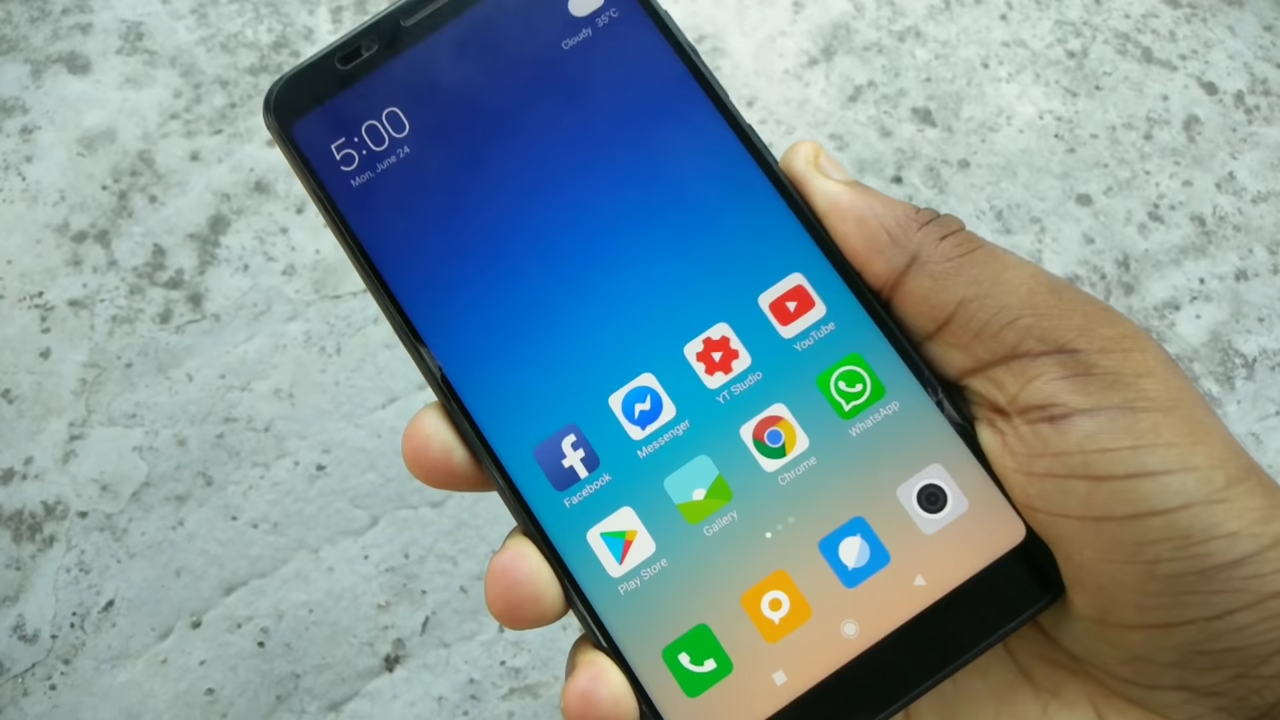 Cloudy 35°C
5:00
Mon, June 24
Facebook
Messenger
YT Studio
YouTube
Play Store
Gallery
Chrome
WhatsApp